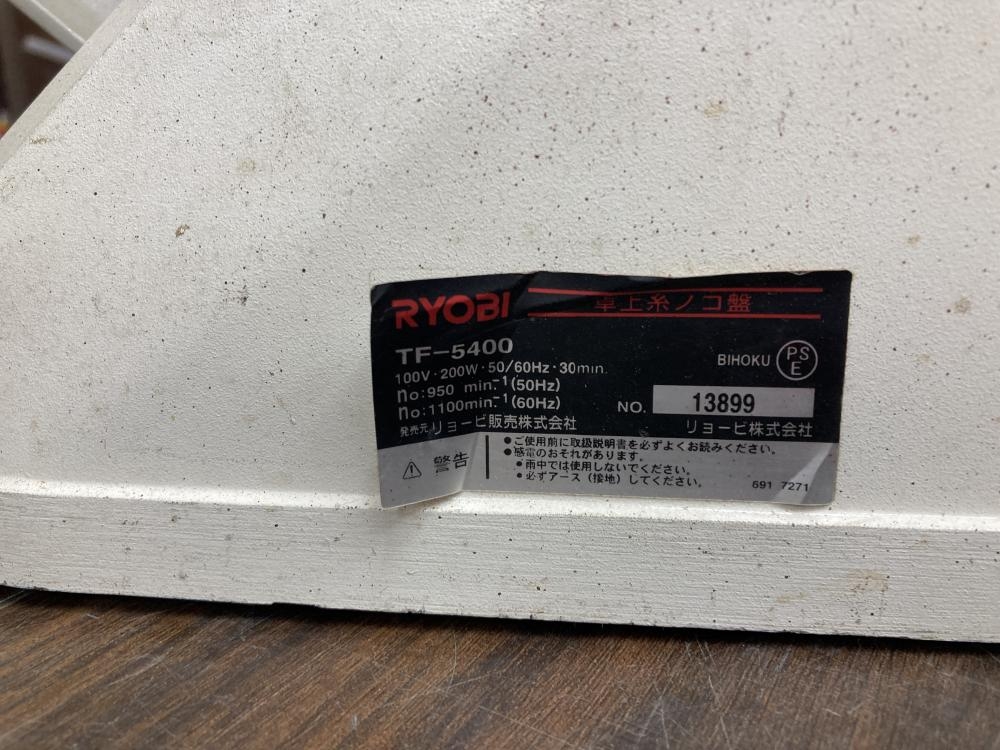 RYOBI 卓上糸ノコ盤
TF-5400
100V・200W・50/60Hz・30min.
no:950 min.⁻¹(50Hz)
no:1100min.⁻¹(60Hz)
発売元 リョービ販売株式会社
BIHOKU PSE
NO. 13899
リョービ株式会社
⚠ 警告
●ご使用前に取扱説明書を必ずよくお読みください。
●感電のおそれがあります。
・雨中では使用しないでください。
・必ずアース(接地)してください。
691 7271